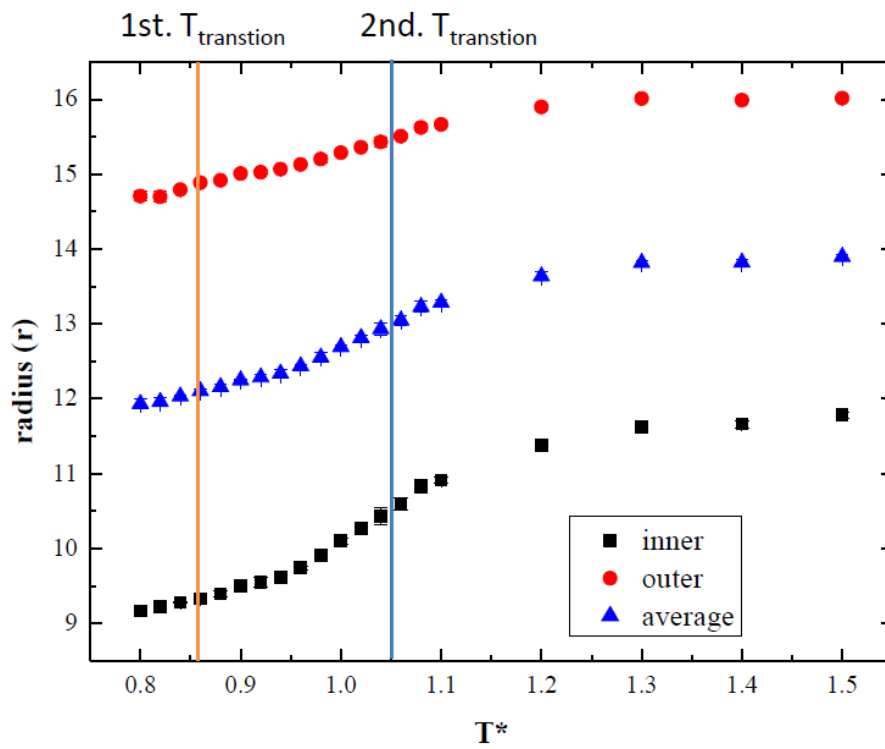 1st. Ttranstion 2nd. Ttranstion
16
15
14
13
12
11
10
9
radius (r)
inner
outer
average
0.8 0.9 1.0 1.1 1.2 1.3 1.4 1.5
T*